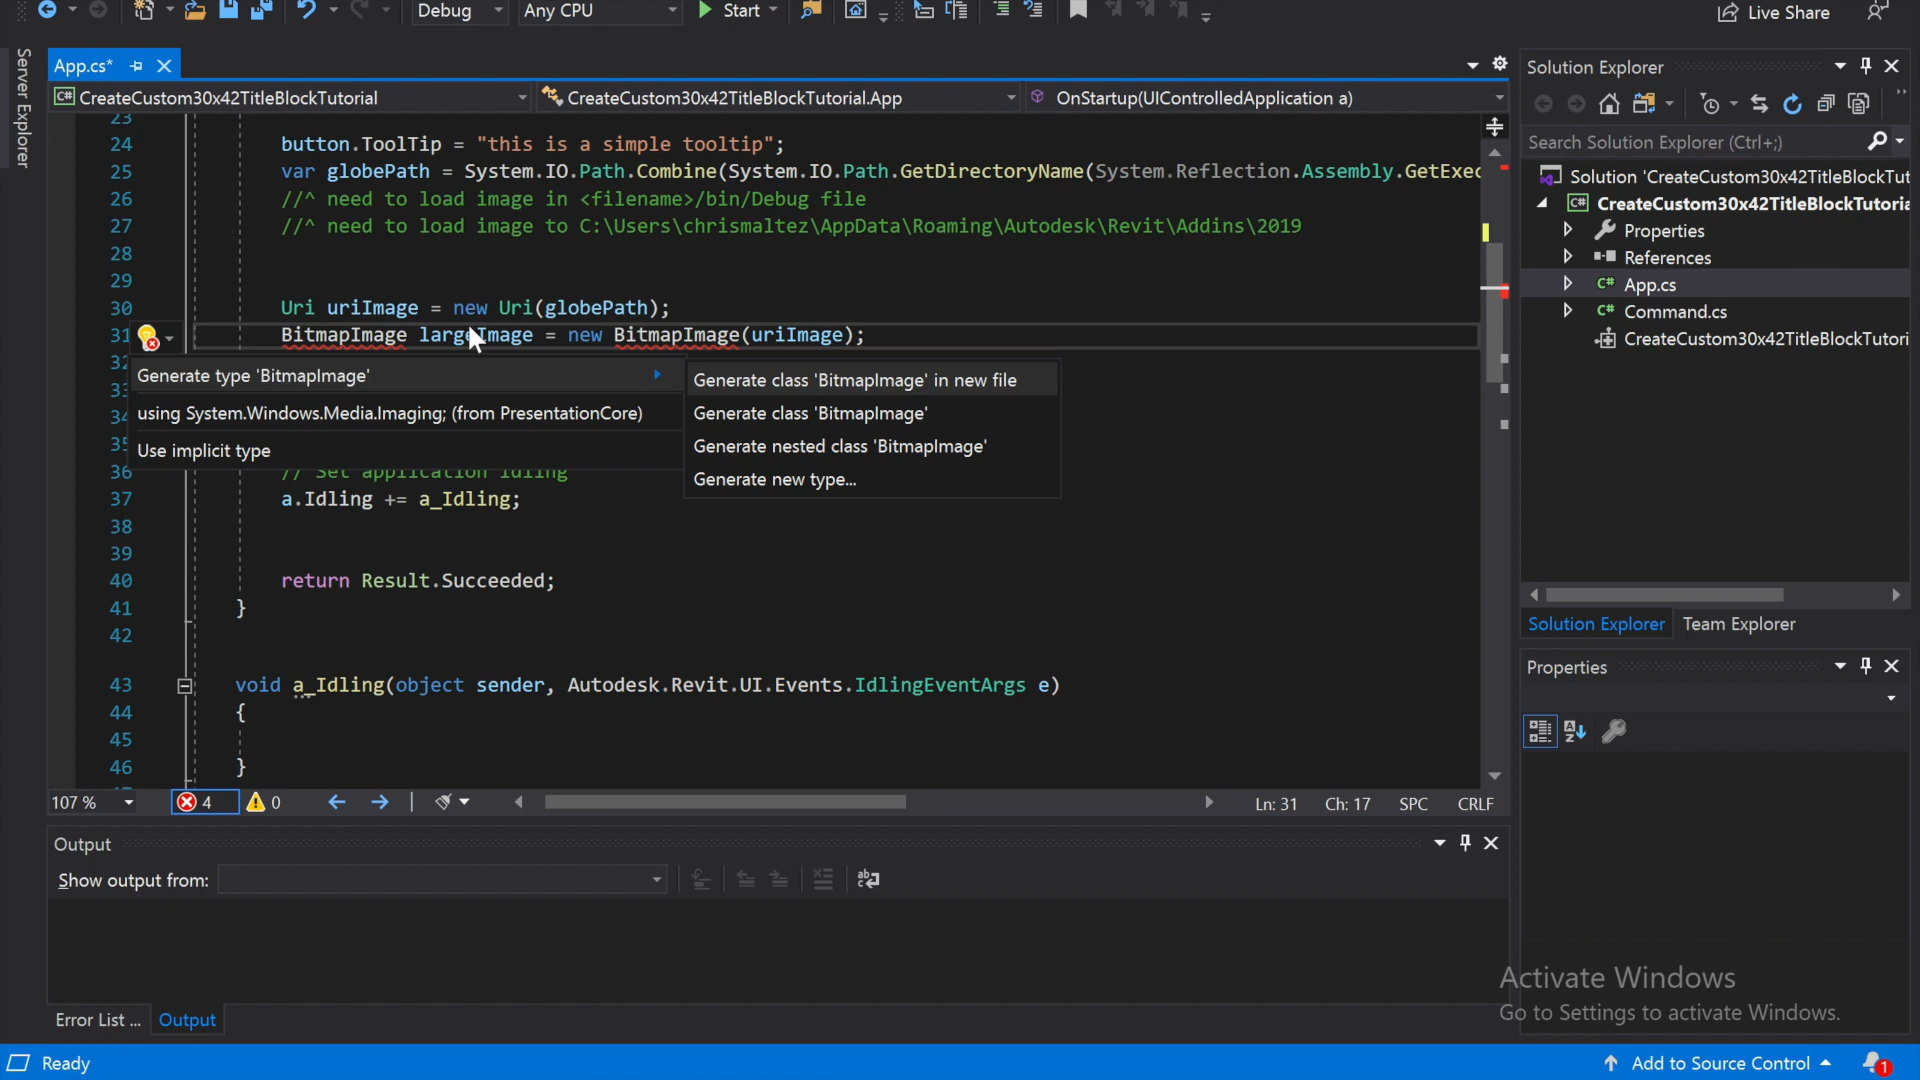 Debug
Any CPU
Start
Live Share
Server Explorer
App.cs*
CreateCustom30x42TitleBlockTutorial
CreateCustom30x42TitleBlockTutorial.App
OnStartup(UIControlledApplication a)
23
24 button.ToolTip = "this is a simple tooltip";
25 var globePath = System.IO.Path.Combine(System.IO.Path.GetDirectoryName(System.Reflection.Assembly.GetExec
26 //^ need to load image in <filename>/bin/Debug file
27 //^ need to load image to C:\Users\chrismaltez\AppData\Roaming\Autodesk\Revit\Addins\2019
28
29
30 Uri uriImage = new Uri(globePath);
31 BitmapImage largeImage = new BitmapImage(uriImage);
Generate type 'BitmapImage'
using System.Windows.Media.Imaging; (from PresentationCore)
Use implicit type
Generate class 'BitmapImage' in new file
Generate class 'BitmapImage'
Generate nested class 'BitmapImage'
Generate new type...
36 // Set application idling
37 a.Idling += a_Idling;
38
39
40 return Result.Succeeded;
41 }
42
43 void a_Idling(object sender, Autodesk.Revit.UI.Events.IdlingEventArgs e)
44 {
45
46 }
107 %
4
0
Ln: 31
Ch: 17
SPC
CRLF
Output
Show output from:
Error List ...
Output
Ready
Solution Explorer
Search Solution Explorer (Ctrl+;)
Solution 'CreateCustom30x42TitleBlockTut
CreateCustom30x42TitleBlockTutoria
Properties
References
App.cs
Command.cs
CreateCustom30x42TitleBlockTutori
Solution Explorer
Team Explorer
Properties
Activate Windows
Go to Settings to activate Windows.
Add to Source Control
1